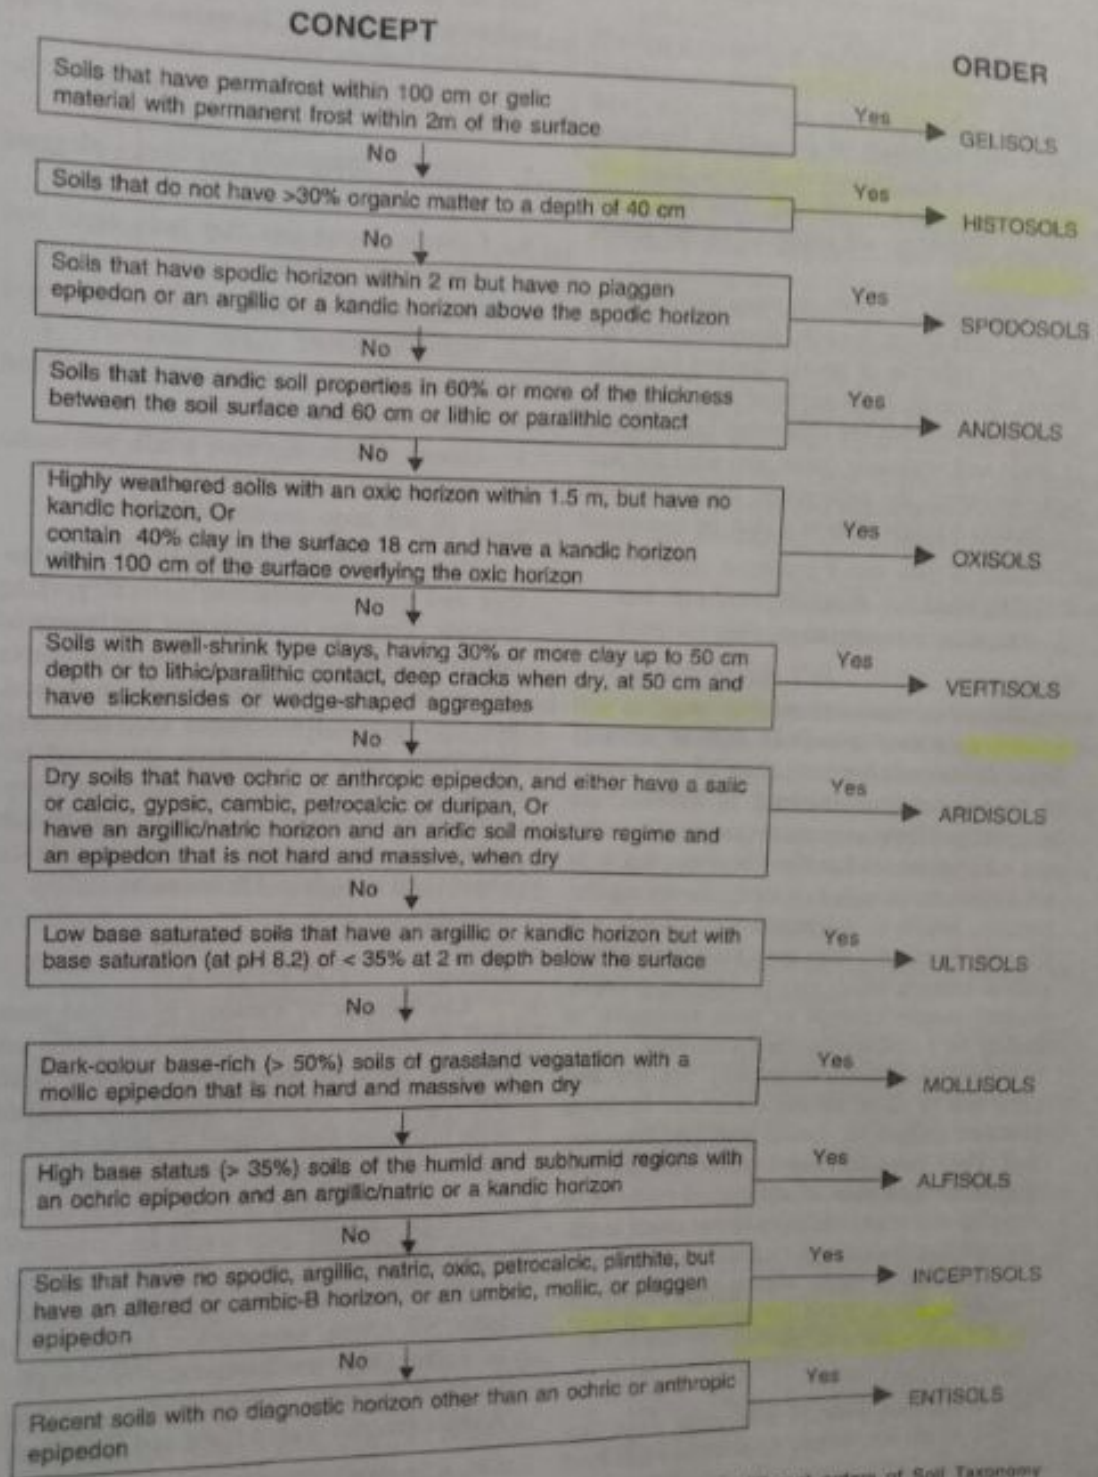 CONCEPT
ORDER
Soils that have permafrost within 100 cm or gelic
material with permanent frost within 2m of the surface
Yes
GELISOLS
No
Soils that do not have >30% organic matter to a depth of 40 cm
Yes
HISTOSOLS
No
Soils that have spodic horizon within 2 m but have no plaggen
epipedon or an argillic or a kandic horizon above the spodic horizon
Yes
SPODOSOLS
No
Soils that have andic soil properties in 60% or more of the thickness
between the soil surface and 60 cm or lithic or paralithic contact
Yes
ANDISOLS
No
Highly weathered soils with an oxic horizon within 1.5 m, but have no
kandic horizon, Or
contain 40% clay in the surface 18 cm and have a kandic horizon
within 100 cm of the surface overlying the oxic horizon
Yes
OXISOLS
No
Soils with swell-shrink type clays, having 30% or more clay up to 50 cm
depth or to lithic/paralithic contact, deep cracks when dry, at 50 cm and
have slickensides or wedge-shaped aggregates
Yes
VERTISOLS
No
Dry soils that have ochric or anthropic epipedon, and either have a salic
or calcic, gypsic, cambic, petrocalcic or duripan, Or
have an argillic/natric horizon and an aridic soil moisture regime and
an epipedon that is not hard and massive, when dry
Yes
ARIDISOLS
No
Low base saturated soils that have an argillic or kandic horizon but with
base saturation (at pH 8.2) of < 35% at 2 m depth below the surface
Yes
ULTISOLS
No
Dark-colour base-rich (> 50%) soils of grassland vegatation with a
mollic epipedon that is not hard and massive when dry
Yes
MOLLISOLS
High base status (> 35%) soils of the humid and subhumid regions with
an ochric epipedon and an argillic/natric or a kandic horizon
Yes
ALFISOLS
No
Soils that have no spodic, argillic, natric, oxic, petrocalcic, plinthite, but
have an altered or cambic-B horizon, or an umbric, mollic, or plaggen
epipedon
Yes
INCEPTISOLS
No
Recent soils with no diagnostic horizon other than an ochric or anthropic
epipedon
Yes
ENTISOLS
of Soil Taxonomy